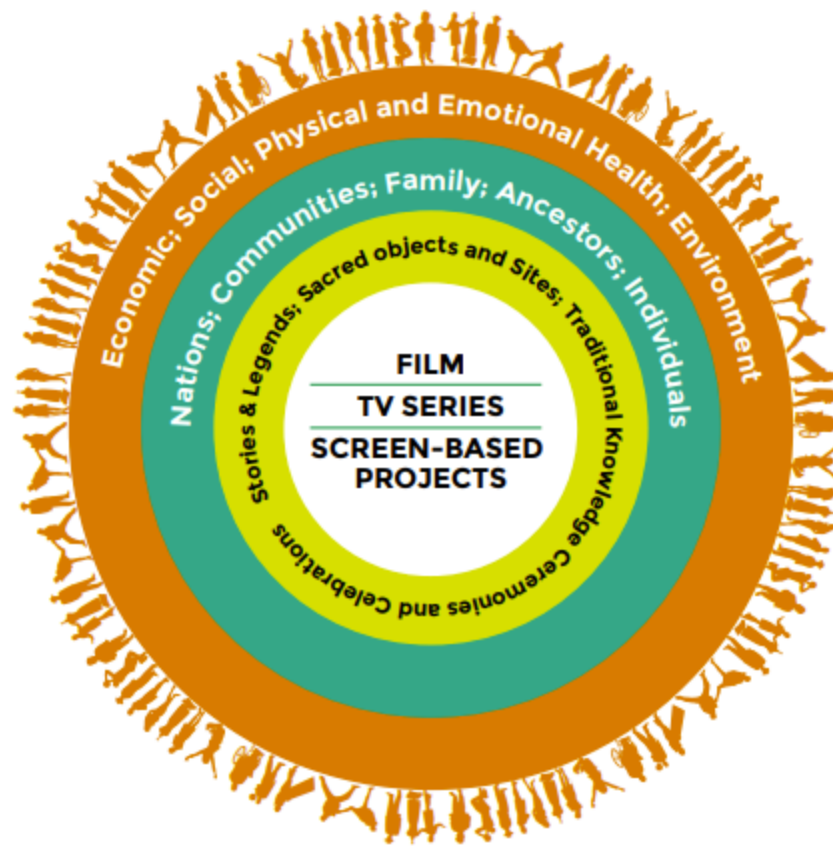 Economic; Social; Physical and Emotional Health; Environment
Nations; Communities; Family; Ancestors; Individuals
Stories & Legends; Sacred objects and Sites; Traditional Knowledge Ceremonies and Celebrations
FILM
TV SERIES
SCREEN-BASED
PROJECTS